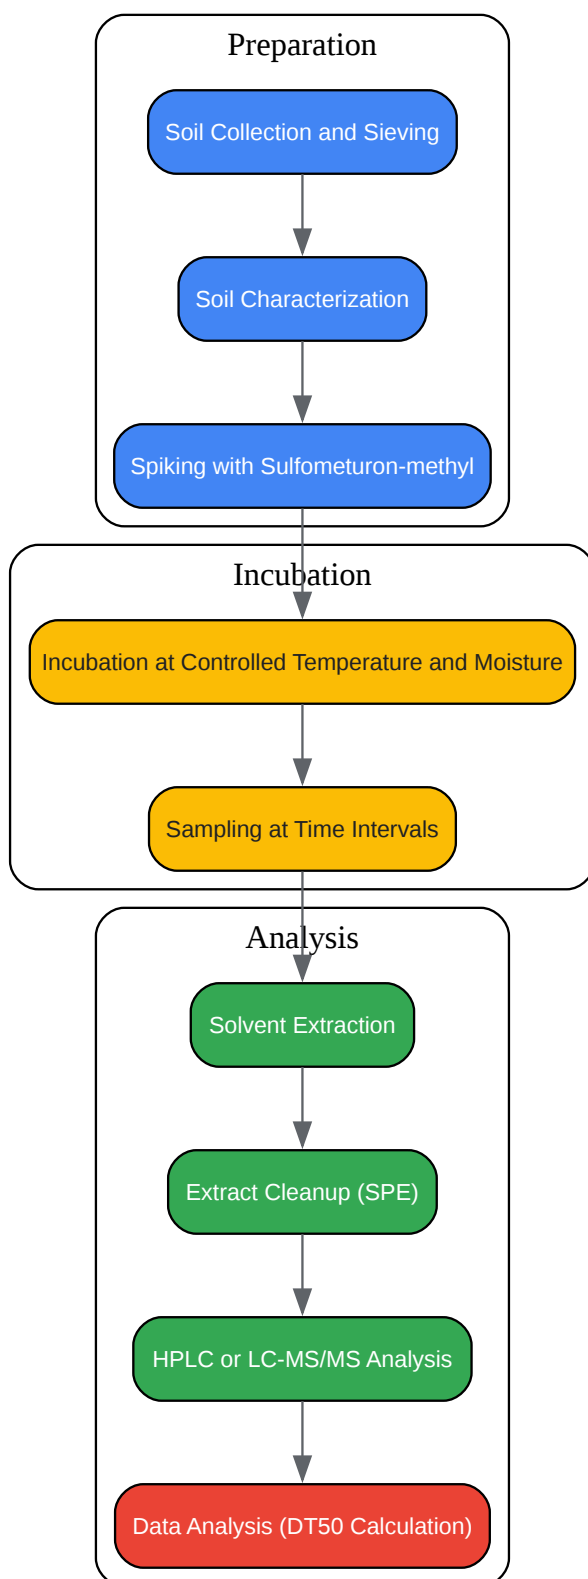 Preparation
Soil Collection and Sieving
Soil Characterization
Spiking with Sulfometuron-methyl
Incubation
Incubation at Controlled Temperature and Moisture
Sampling at Time Intervals
Analysis
Solvent Extraction
Extract Cleanup (SPE)
HPLC or LC-MS/MS Analysis
Data Analysis (DT50 Calculation)